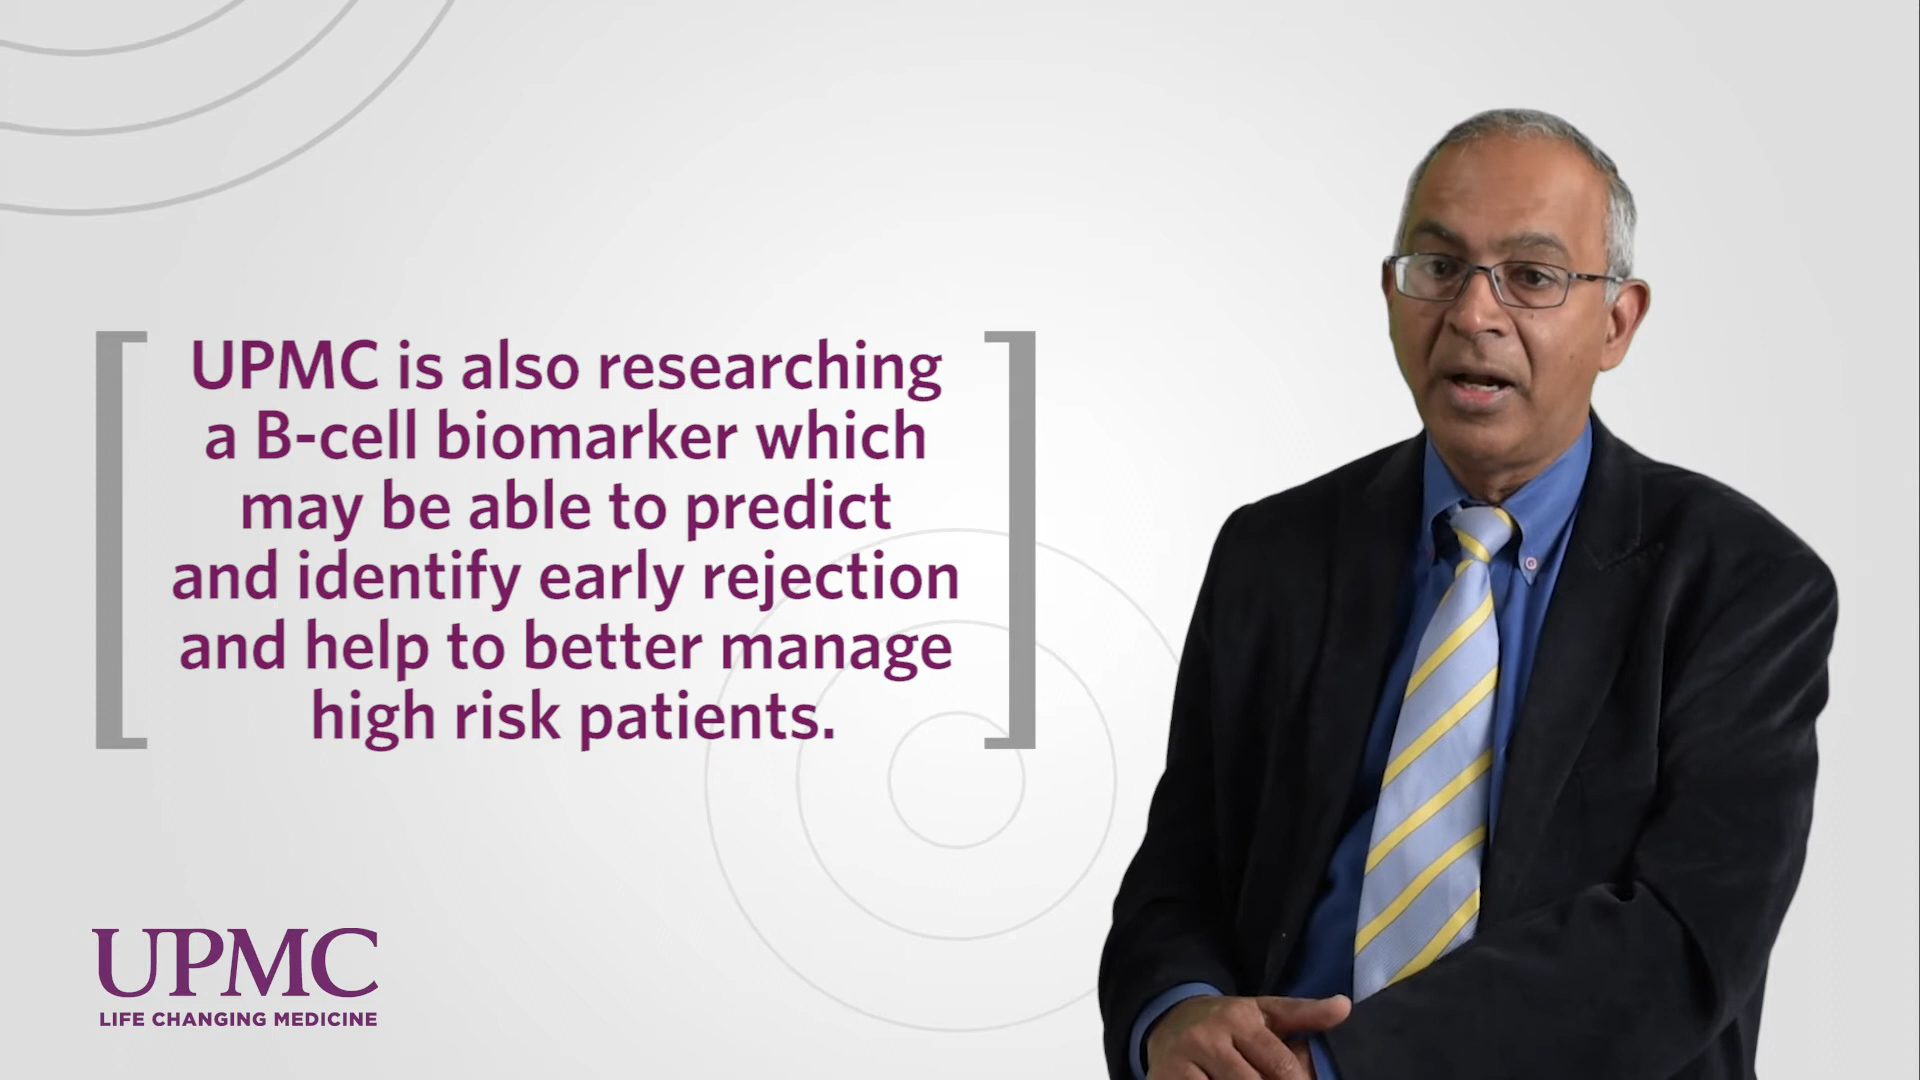 UPMC is also researching
a B-cell biomarker which
may be able to predict
and identify early rejection
and help to better manage
high risk patients.
UPMC
LIFE CHANGING MEDICINE